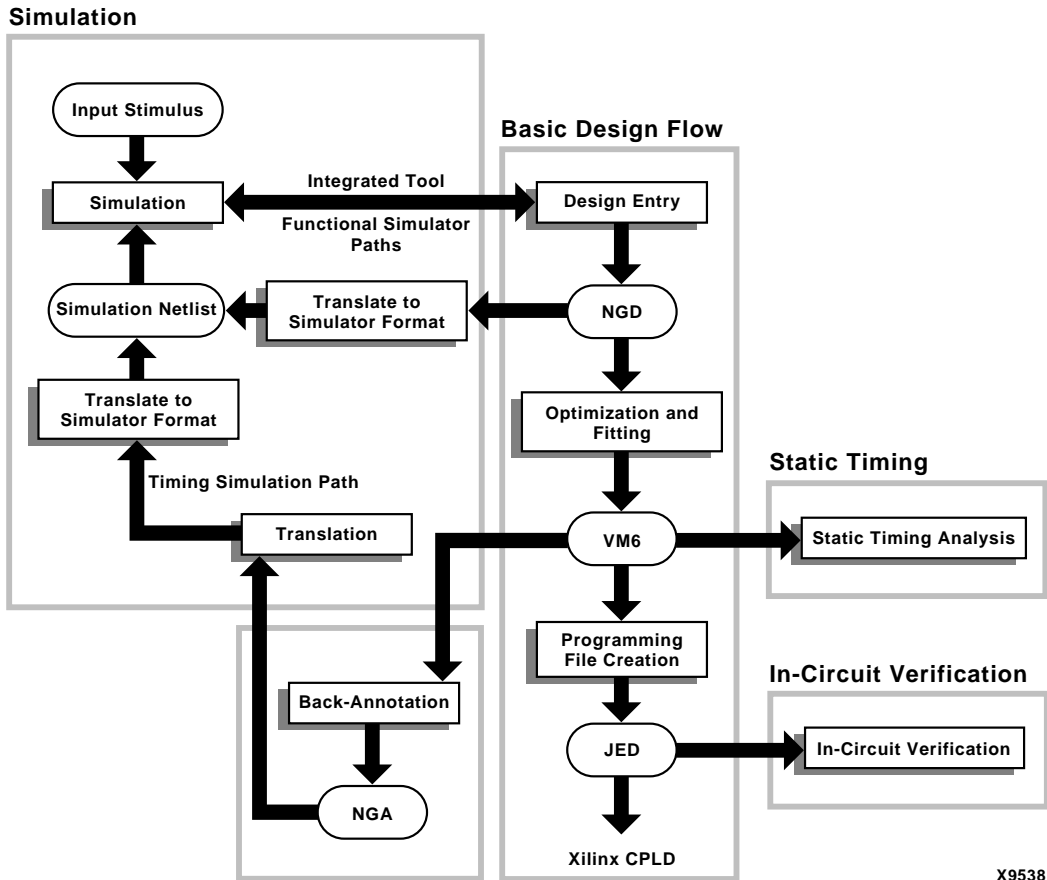 Simulation
Input Stimulus
Basic Design Flow
Integrated Tool
Simulation
Design Entry
Functional Simulator
Paths
Translate to
Simulator Format
Simulation Netlist
NGD
Translate to
Simulator Format
Optimization and
Fitting
Static Timing
Timing Simulation Path
Translation
VM6
Static Timing Analysis
Programming
File Creation
In-Circuit Verification
Back-Annotation
JED
In-Circuit Verification
NGA
Xilinx CPLD
X9538